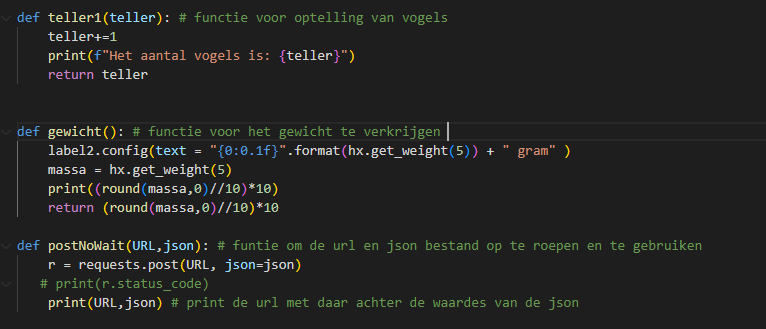 def teller1(teller): # functie voor optelling van vogels
    teller+=1
    print(f"Het aantal vogels is: {teller}")
    return teller
def gewicht(): # functie voor het gewicht te verkrijgen
    label2.config(text = "{0:0.1f}".format(hx.get_weight(5)) + " gram" )
    massa = hx.get_weight(5)
    print((round(massa,0)//10)*10)
    return (round(massa,0)//10)*10
def postNoWait(URL,json): # funtie om de url en json bestand op te roepen en te gebruiken
    r = requests.post(URL, json=json)
   # print(r.status_code)
    print(URL,json) # print de url met daar achter de waardes van de json